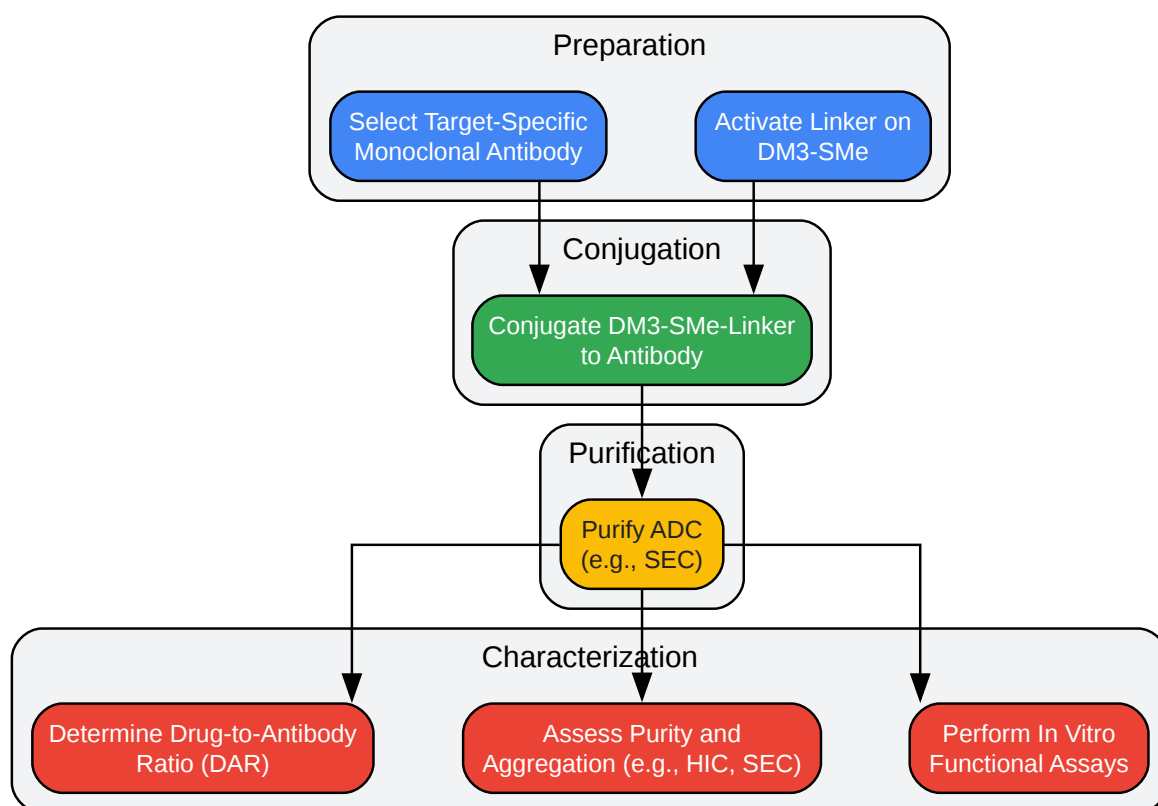 Preparation
Select Target-Specific
Monoclonal Antibody
Activate Linker on
DM3-SMe
Conjugation
Conjugate DM3-SMe-Linker
to Antibody
Purification
Purify ADC
(e.g., SEC)
Characterization
Determine Drug-to-Antibody
Ratio (DAR)
Assess Purity and
Aggregation (e.g., HIC, SEC)
Perform In Vitro
Functional Assays